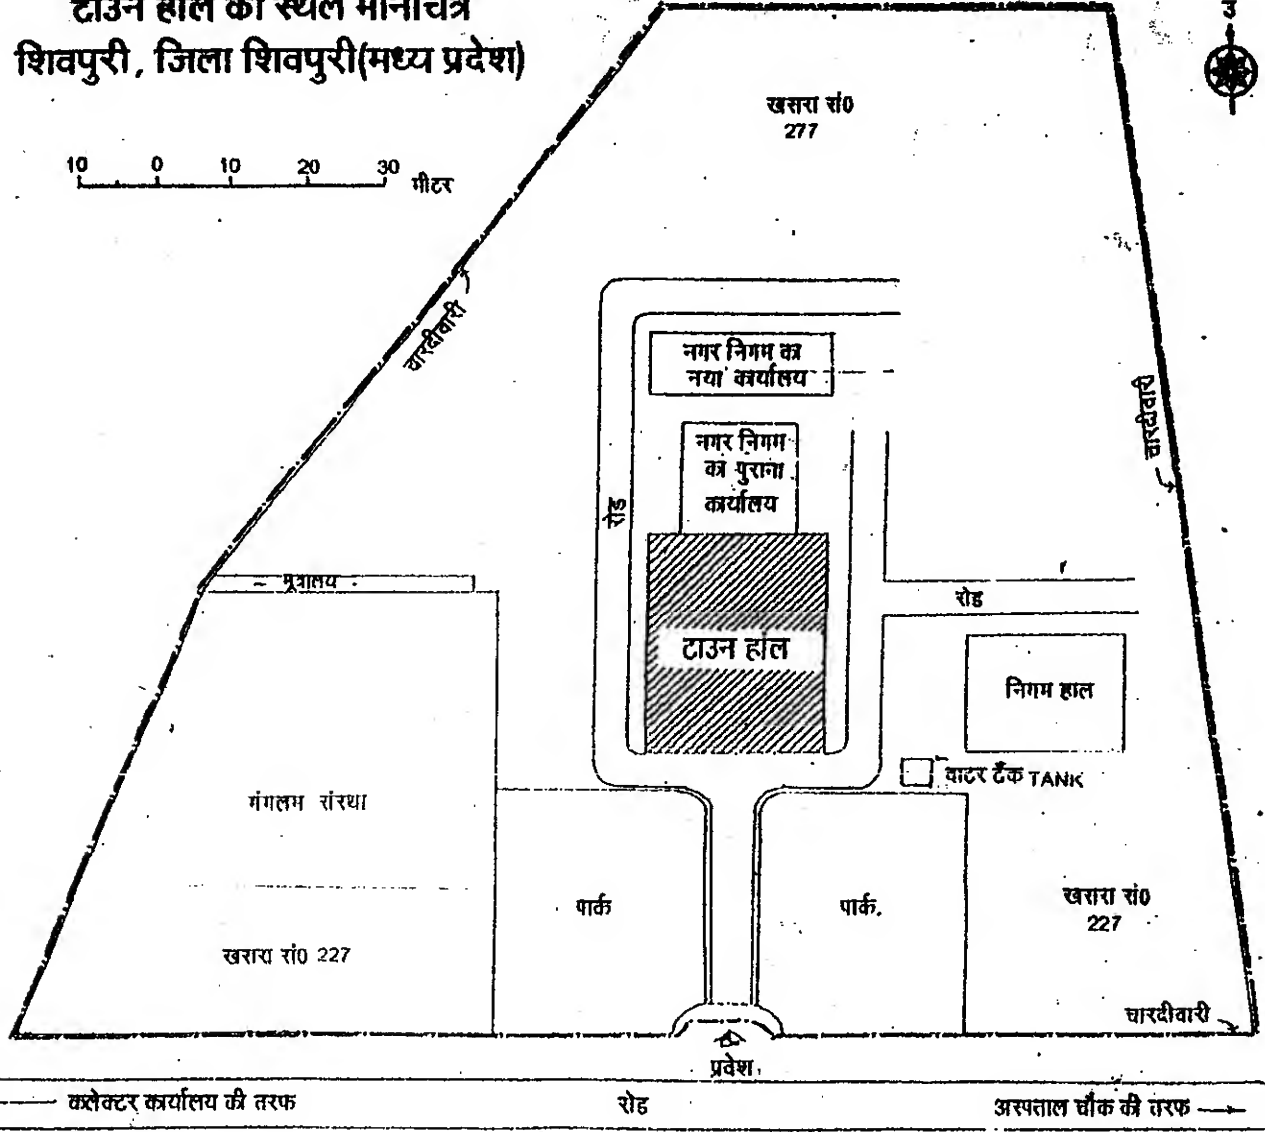 टाउन हाल का स्थल मानचित्र
शिवपुरी, जिला शिवपुरी(मध्य प्रदेश)
उ
खसरा सं0
277
10 0 10 20 30 मीटर
चारदीवारी
नगर निगम का
नया कार्यालय
चारदीवारी
नगर निगम
का पुराना
कार्यालय
रोड
मूत्रालय
रोड
टाउन हॉल
निगम हाल
वाटर टैंक TANK
मंगलम संस्था
पार्क
पार्क.
खसरा सं0
227
खसरा सं0 227
चारदीवारी
प्रवेश
कलेक्टर कार्यालय की तरफ
रोड
अस्पताल चौक की तरफ